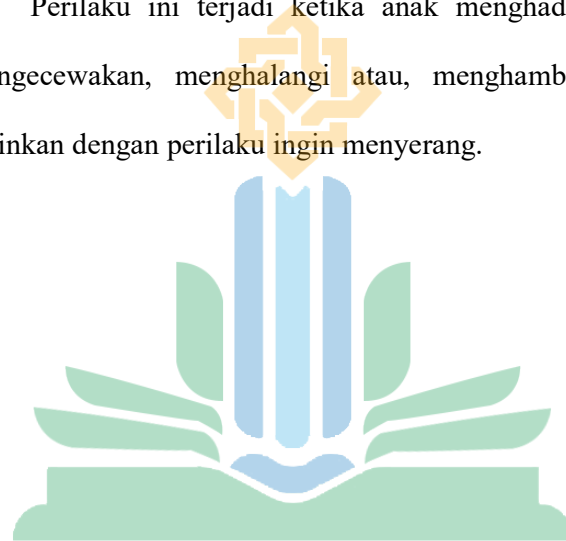 Perilaku ini terjadi ketika anak menghad
ngecewakan, menghalangi atau, menghamb
inkan dengan perilaku ingin menyerang.